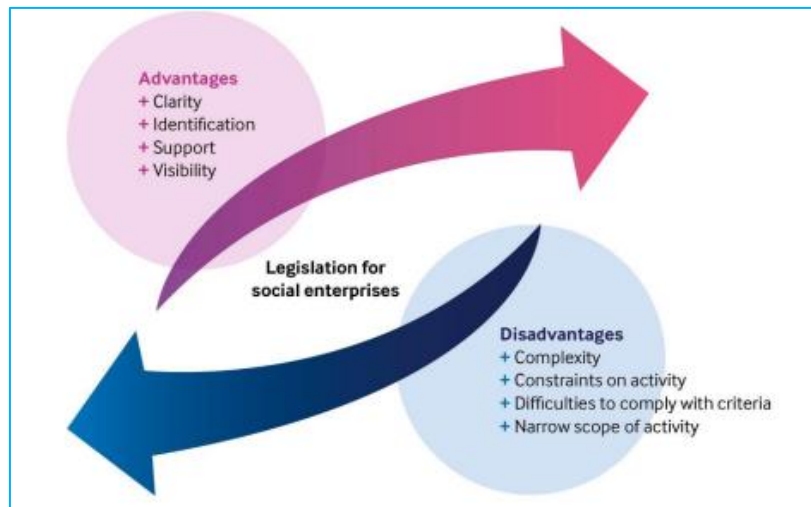 Advantages
+ Clarity
+ Identification
+ Support
+ Visibility
Legislation for
social enterprises
Disadvantages
+ Complexity
+ Constraints on activity
+ Difficulties to comply with criteria
+ Narrow scope of activity